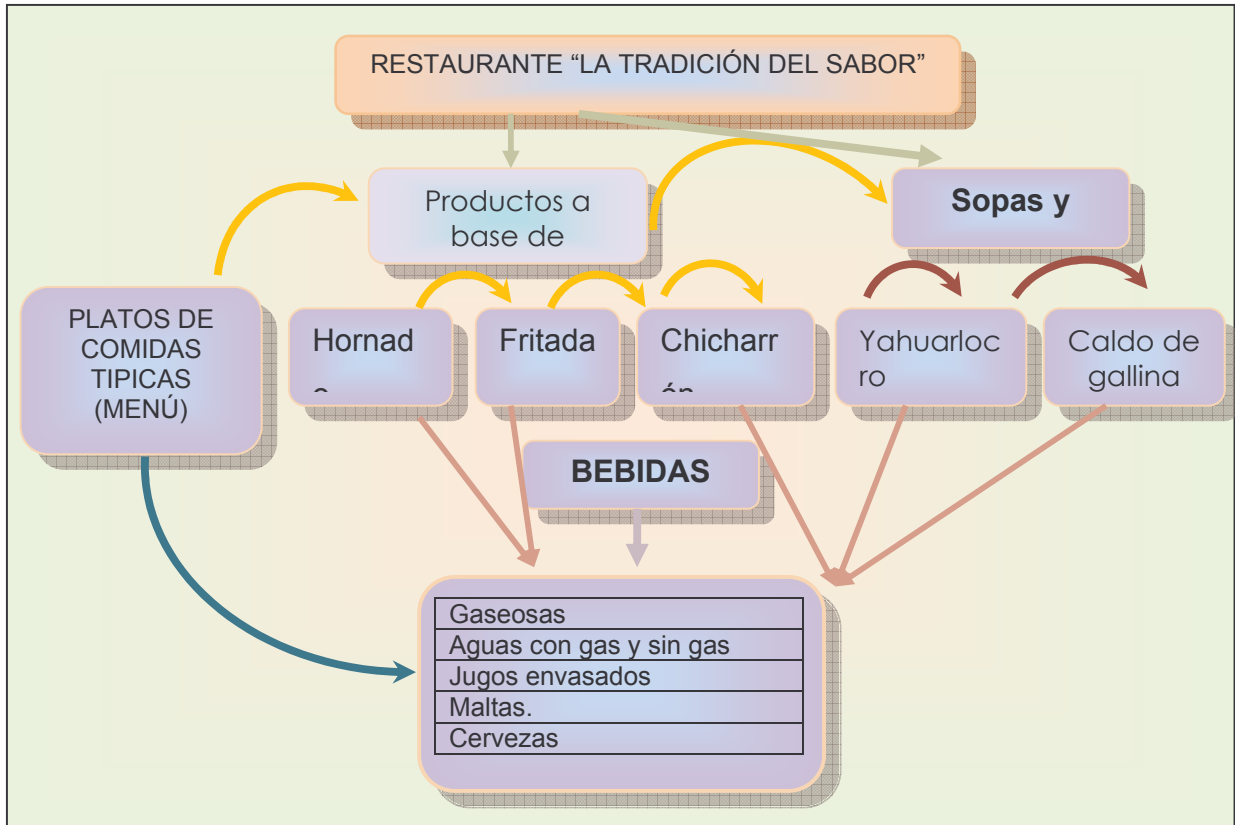 RESTAURANTE “LA TRADICIÓN DEL SABOR”
Productos a
base de
Sopas y
PLATOS DE
COMIDAS
TIPICAS
(MENÚ)
Hornad
Fritada
Chicharr
ón
Yahuarloc
ro
Caldo de
gallina
BEBIDAS
Gaseosas
Aguas con gas y sin gas
Jugos envasados
Maltas.
Cervezas